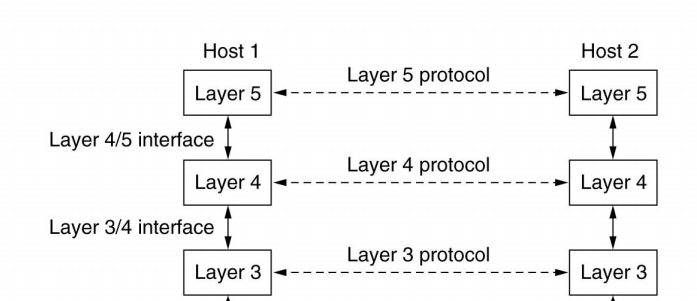 Host 1
Host 2
Layer 5 protocol
Layer 5
Layer 5
Layer 4/5 interface
Layer 4 protocol
Layer 4
Layer 4
Layer 3/4 interface
Layer 3 protocol
Layer 3
Layer 3